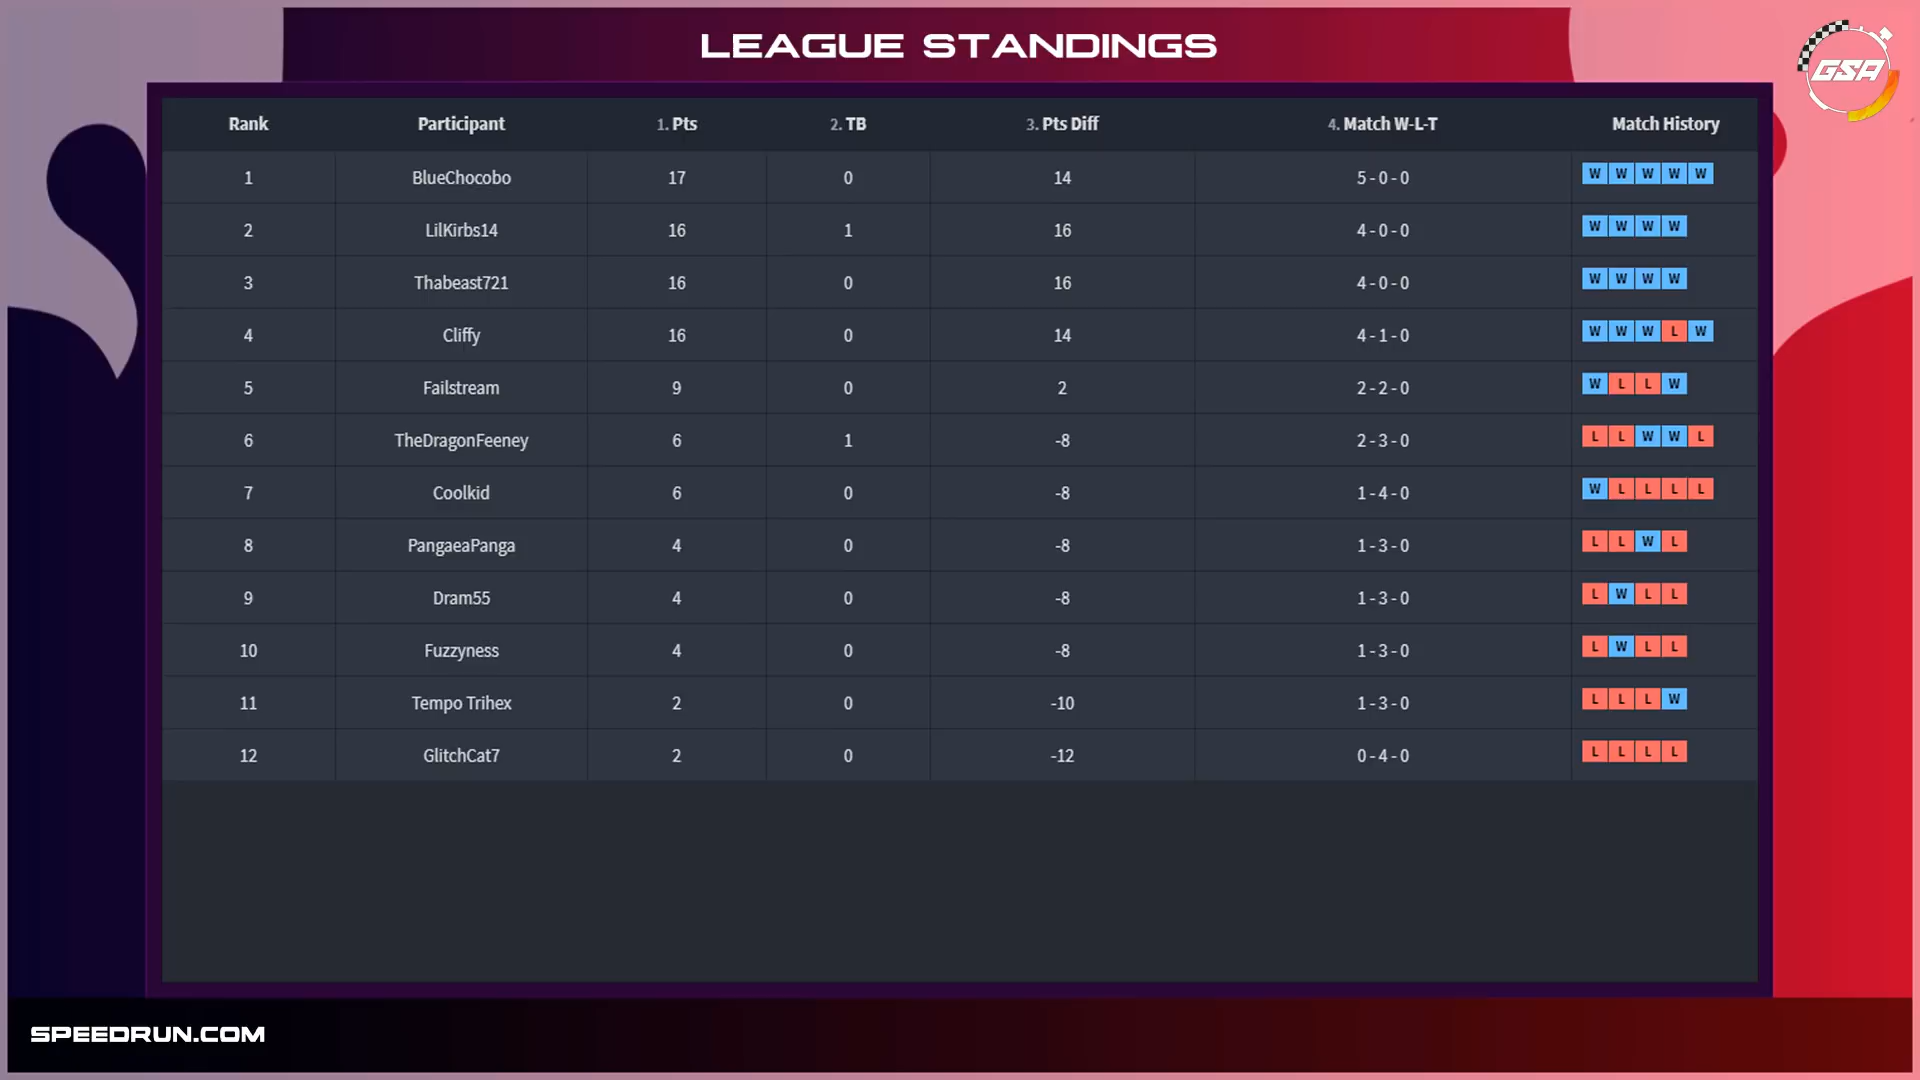 LEAGUE STANDINGS
GSA
Rank Participant 1. Pts 2. TB 3. Pts Diff 4. Match W-L-T Match History
1 BlueChocobo 17 0 14 5 - 0 - 0 W W W W W
2 LilKirbs14 16 1 16 4 - 0 - 0 W W W W
3 Thabeast721 16 0 16 4 - 0 - 0 W W W W
4 Cliffy 16 0 14 4 - 1 - 0 W W W L W
5 Failstream 9 0 2 2 - 2 - 0 W L L W
6 TheDragonFeeney 6 1 -8 2 - 3 - 0 L L W W L
7 Coolkid 6 0 -8 1 - 4 - 0 W L L L L
8 PangaeaPanga 4 0 -8 1 - 3 - 0 L L W L
9 Dram55 4 0 -8 1 - 3 - 0 L W L L
10 Fuzzyness 4 0 -8 1 - 3 - 0 L W L L
11 Tempo Trihex 2 0 -10 1 - 3 - 0 L L L W
12 GlitchCat7 2 0 -12 0 - 4 - 0 L L L L
SPEEDRUN.COM